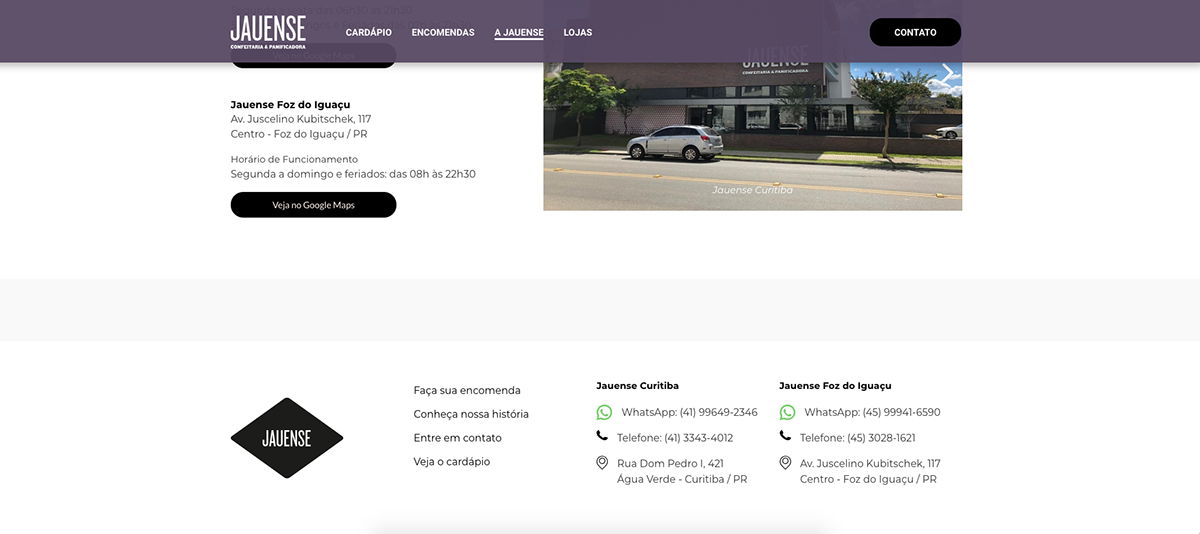 JAUENSE
CONFEITARIA & PANIFICADORA
CARDÁPIO
ENCOMENDAS
A JAUENSE
LOJAS
CONTATO
Veja no Google Maps
JAUENSE
CONFEITARIA & PANIFICADORA
Jauense Foz do Iguaçu
Av. Juscelino Kubitschek, 117
Centro - Foz do Iguaçu / PR
Horário de Funcionamento
Segunda a domingo e feriados: das 08h às 22h30
Veja no Google Maps
Jauense Curitiba
JAUENSE
Faça sua encomenda
Conheça nossa história
Entre em contato
Veja o cardápio
Jauense Curitiba
WhatsApp: (41) 99649-2346
Telefone: (41) 3343-4012
Rua Dom Pedro I, 421
Água Verde - Curitiba / PR
Jauense Foz do Iguaçu
WhatsApp: (45) 99941-6590
Telefone: (45) 3028-1621
Av. Juscelino Kubitschek, 117
Centro - Foz do Iguaçu / PR